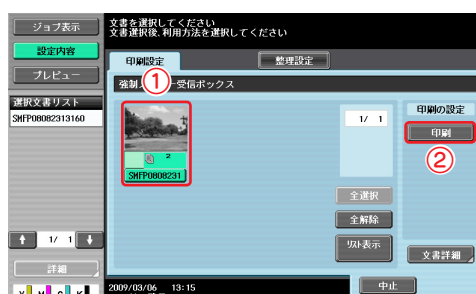 ジョブ表示
文書を選択してください
文書選択後、利用方法を選択してください
設定内容
印刷設定
整理設定
プレビュー
①
強制
受信ボックス
選択文書リスト
SMFP08082313160
1/ 1
印刷の設定
印刷
②
2
SMFP0808231
全選択
全解除
リスト表示
1/ 1
文書詳細
詳細
2009/03/06 13:15
中止
Y M C K